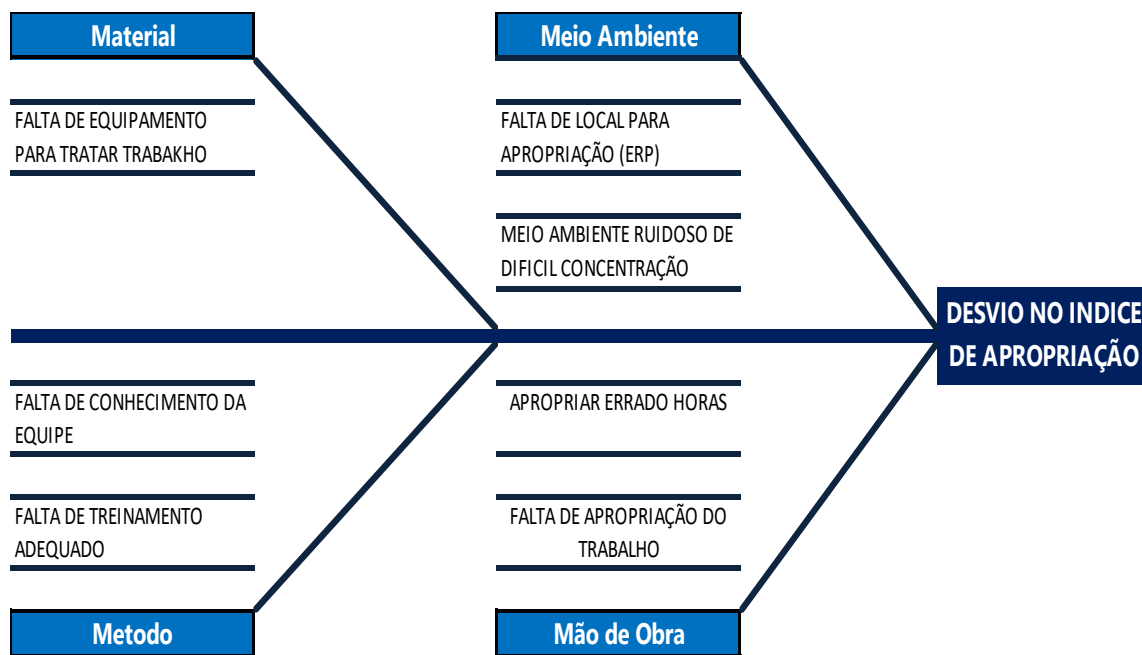 Material
Meio Ambiente
FALTA DE EQUIPAMENTO
PARA TRATAR TRABAKHO
FALTA DE LOCAL PARA
APROPRIAÇÃO (ERP)
MEIO AMBIENTE RUIDOSO DE
DIFICIL CONCENTRAÇÃO
DESVIO NO INDICE
DE APROPRIAÇÃO
FALTA DE CONHECIMENTO DA
EQUIPE
APROPRIAR ERRADO HORAS
FALTA DE TREINAMENTO
ADEQUADO
FALTA DE APROPRIAÇÃO DO
TRABALHO
Metodo
Mão de Obra